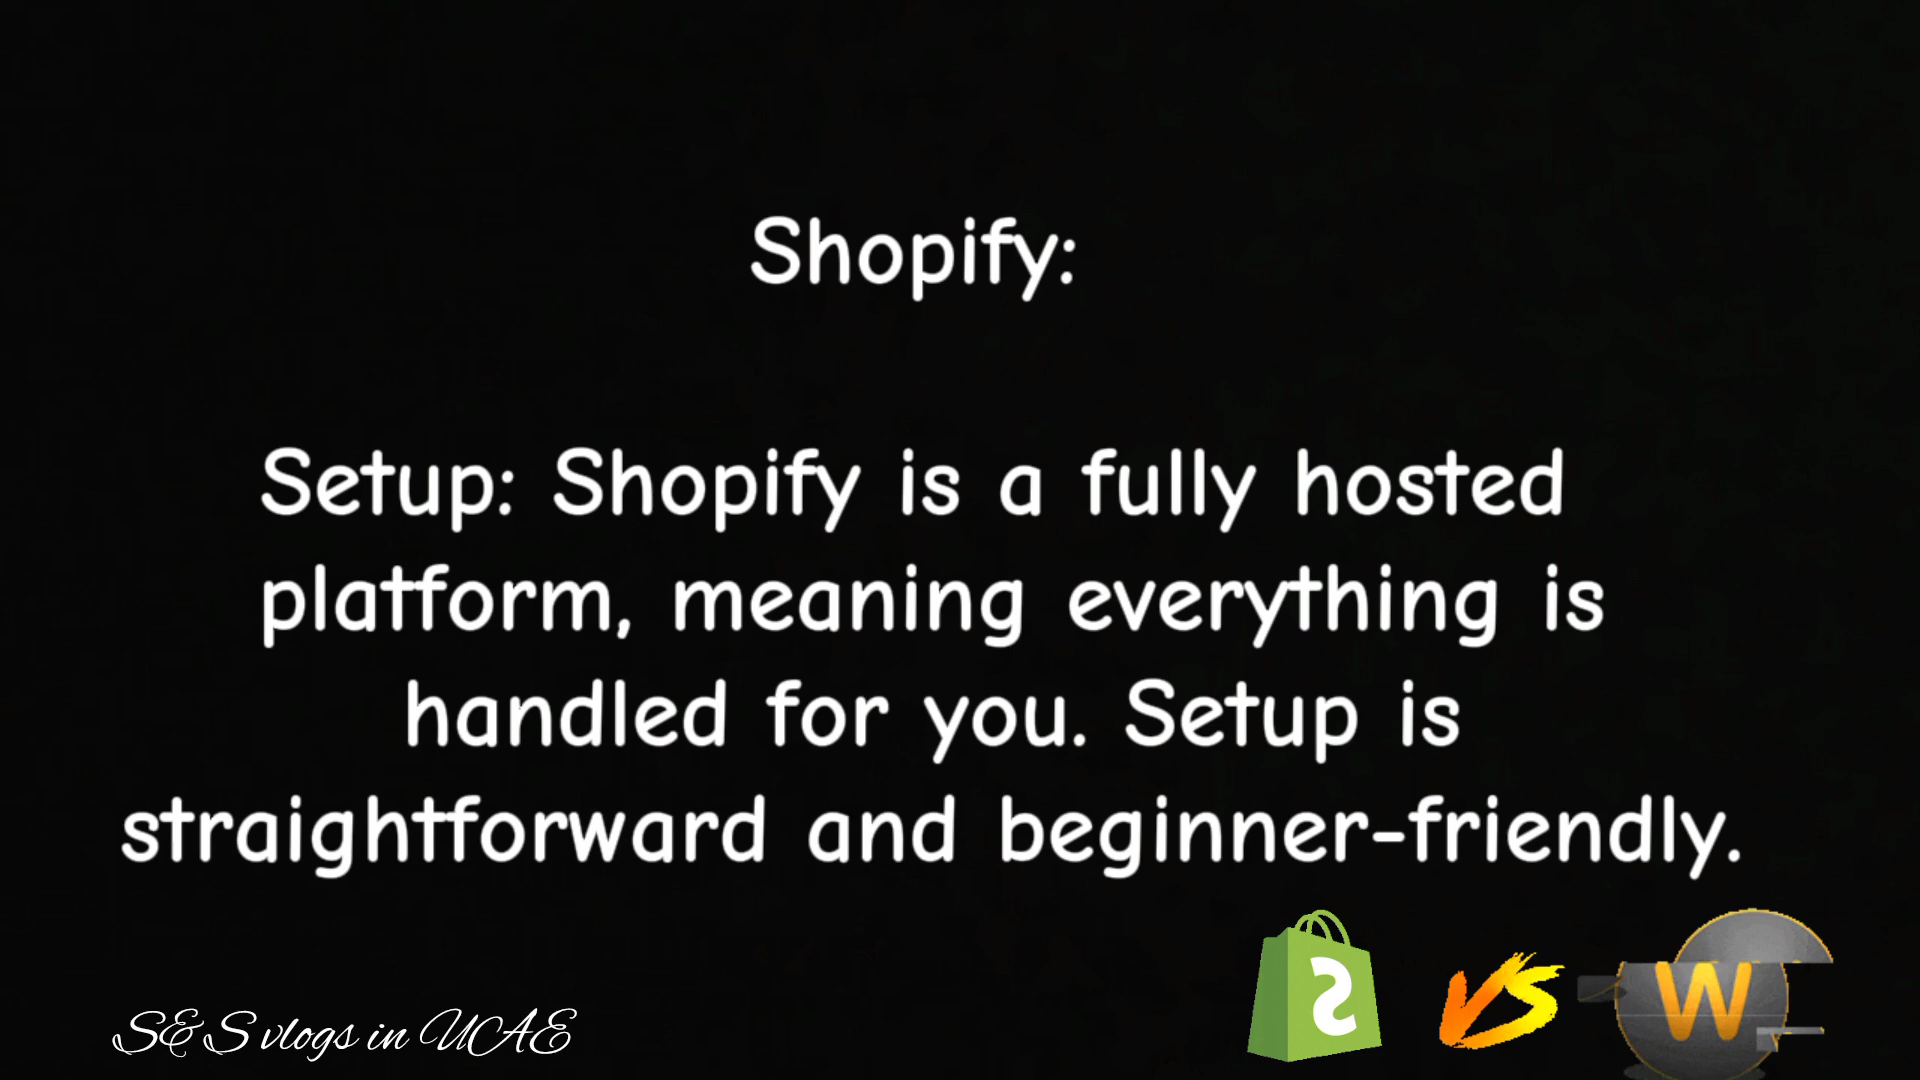 Shopify:
Setup: Shopify is a fully hosted
platform, meaning everything is
handled for you. Setup is
straightforward and beginner-friendly.
S
VS
W
S&S vlogs in UAE